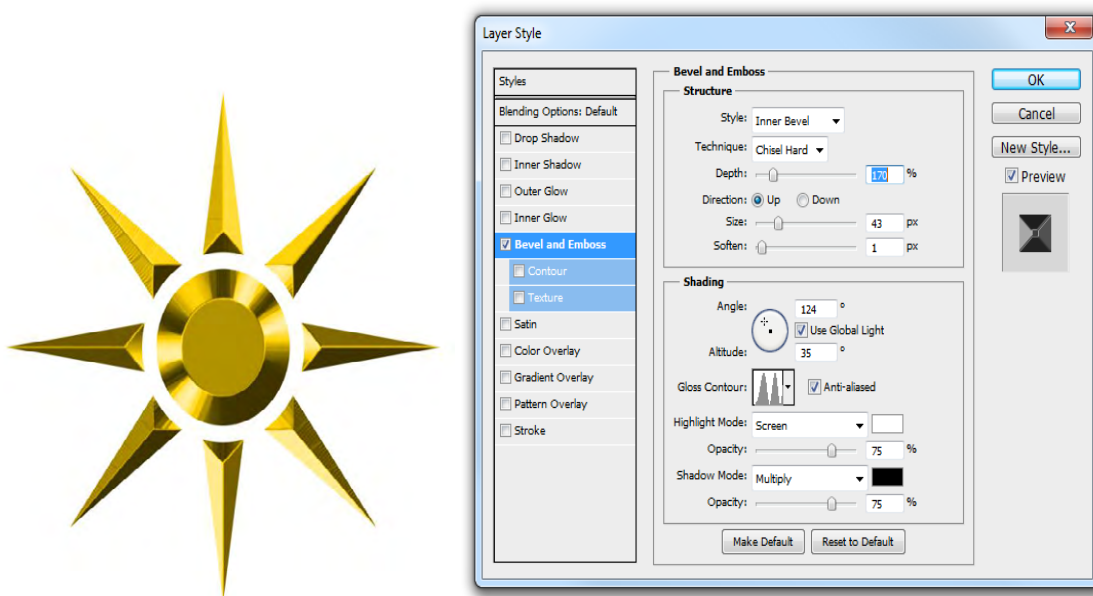 Layer Style
X
Styles
Blending Options: Default
Drop Shadow
Inner Shadow
Outer Glow
Inner Glow
Bevel and Emboss
Contour
Texture
Satin
Color Overlay
Gradient Overlay
Pattern Overlay
Stroke
Bevel and Emboss
Structure
Style: Inner Bevel
Technique: Chisel Hard
Depth: 170 %
Direction: Up Down
Size: 43 px
Soften: 1 px
Shading
Angle: 124 °
Use Global Light
Altitude: 35 °
Gloss Contour: Anti-aliased
Highlight Mode: Screen
Opacity: 75 %
Shadow Mode: Multiply
Opacity: 75 %
Make Default Reset to Default
OK
Cancel
New Style...
Preview